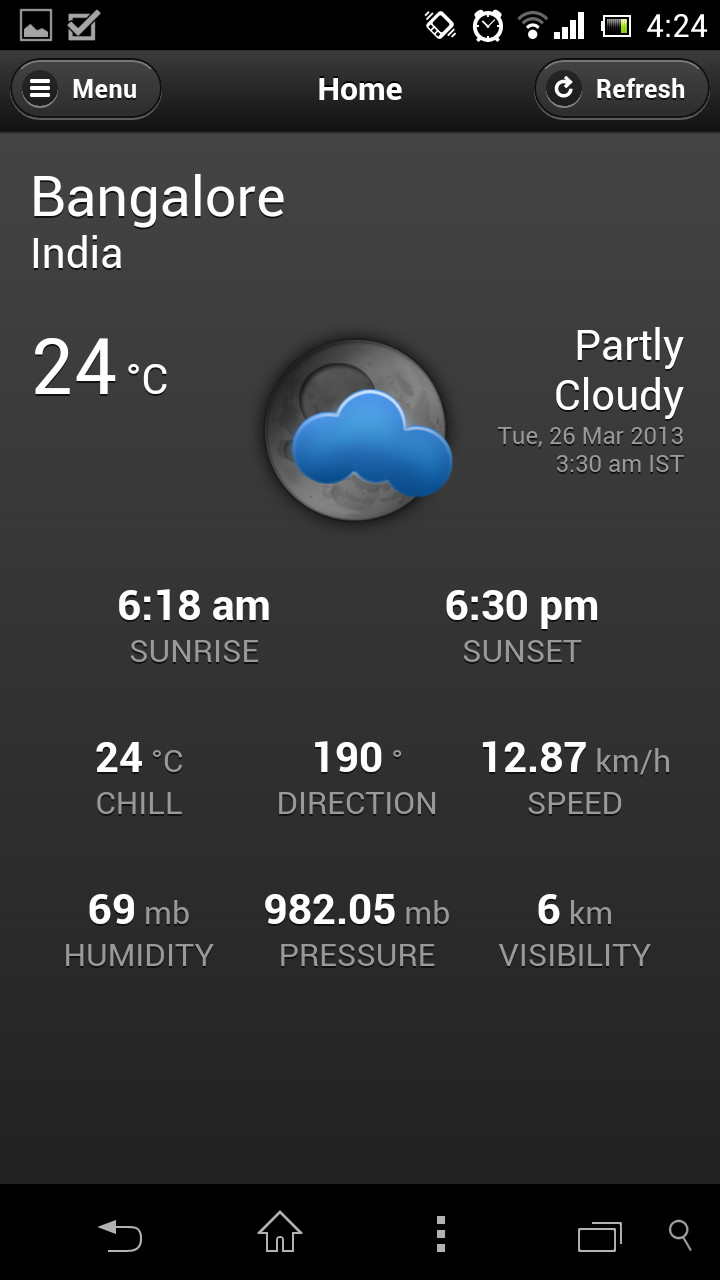 4:24
Menu
Home
Refresh
Bangalore
India
24 °C
Partly
Cloudy
Tue, 26 Mar 2013
3:30 am IST
6:18 am
6:30 pm
SUNRISE
SUNSET
24 °C
190 °
12.87 km/h
CHILL
DIRECTION
SPEED
69 mb
982.05 mb
6 km
HUMIDITY
PRESSURE
VISIBILITY